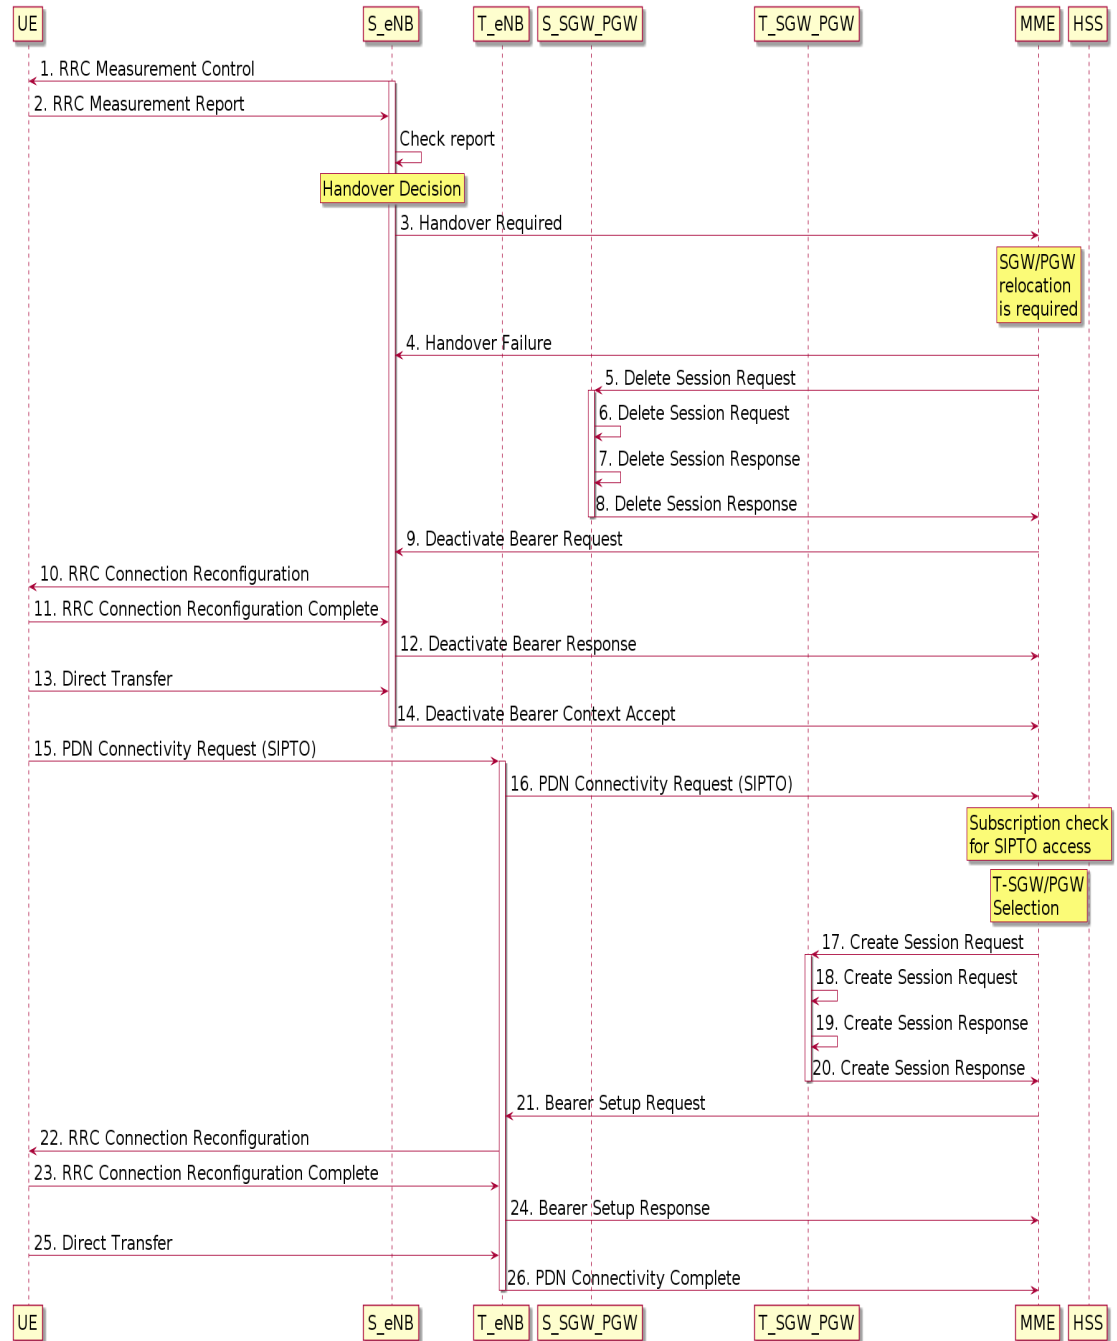 UE S_eNB T_eNB S_SGW_PGW T_SGW_PGW MME HSS
1. RRC Measurement Control
2. RRC Measurement Report
Check report
Handover Decision
3. Handover Required
SGW/PGW
relocation
is required
4. Handover Failure
5. Delete Session Request
6. Delete Session Request
7. Delete Session Response
8. Delete Session Response
9. Deactivate Bearer Request
10. RRC Connection Reconfiguration
11. RRC Connection Reconfiguration Complete
12. Deactivate Bearer Response
13. Direct Transfer
14. Deactivate Bearer Context Accept
15. PDN Connectivity Request (SIPTO)
16. PDN Connectivity Request (SIPTO)
Subscription check
for SIPTO access
T-SGW/PGW
Selection
17. Create Session Request
18. Create Session Request
19. Create Session Response
20. Create Session Response
21. Bearer Setup Request
22. RRC Connection Reconfiguration
23. RRC Connection Reconfiguration Complete
24. Bearer Setup Response
25. Direct Transfer
26. PDN Connectivity Complete
UE S_eNB T_eNB S_SGW_PGW T_SGW_PGW MME HSS